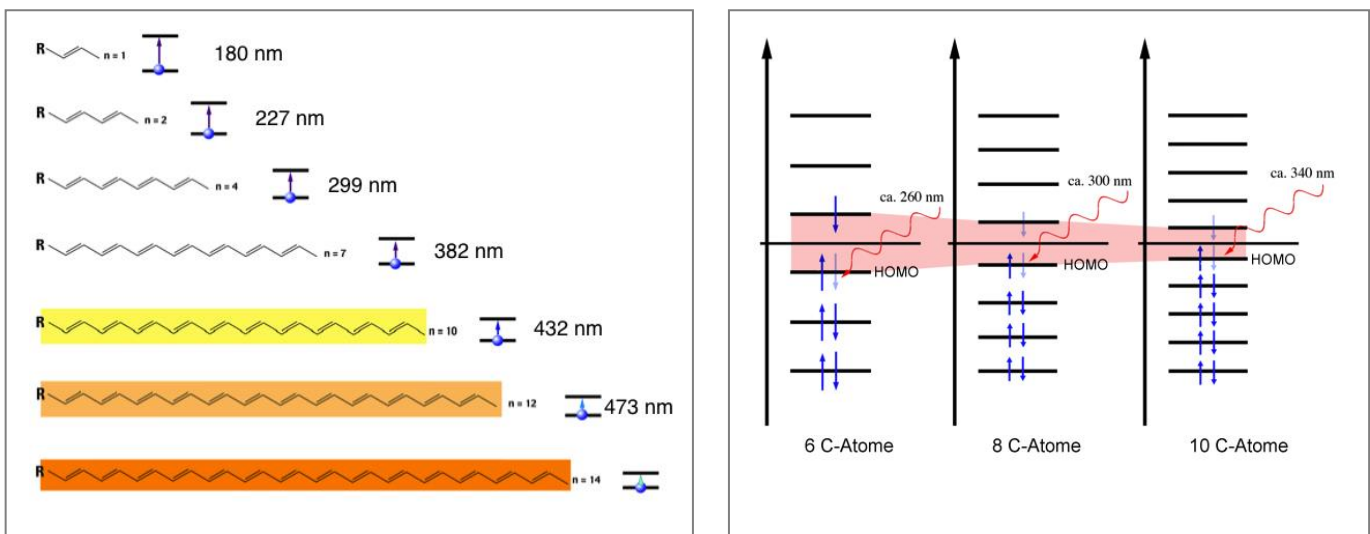 R n = 1 180 nm
R n = 2 227 nm
R n = 4 299 nm
R n = 7 382 nm
R n = 10 432 nm
R n = 12 473 nm
R n = 14
ca. 260 nm
ca. 300 nm
ca. 340 nm
HOMO
HOMO
HOMO
6 C-Atome
8 C-Atome
10 C-Atome